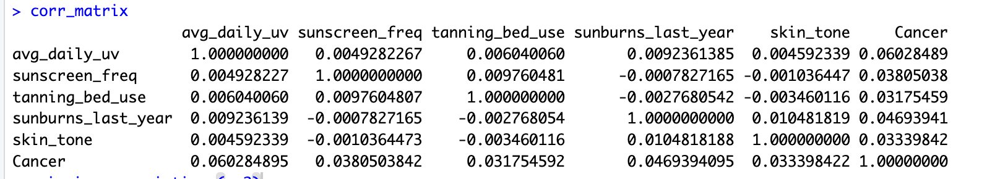 > corr_matrix
avg_daily_uv sunscreen_freq tanning_bed_use sunburns_last_year skin_tone Cancer
avg_daily_uv 1.000000000 0.0049282267 0.006040060 0.0092361385 0.004592339 0.06028489
sunscreen_freq 0.004928227 1.0000000000 0.009760481 -0.0007827165 -0.001036447 0.03805038
tanning_bed_use 0.006040060 0.0097604807 1.000000000 -0.0027680542 -0.003460116 0.03175459
sunburns_last_year 0.009236139 -0.0007827165 -0.002768054 1.0000000000 0.010481819 0.04693941
skin_tone 0.004592339 -0.0010364473 -0.003460116 0.0104818188 1.000000000 0.03339842
Cancer 0.060284895 0.0380503842 0.031754592 0.0469394095 0.033398422 1.00000000